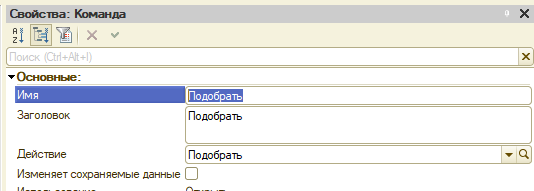 Свойства: Команда
Поиск (Ctrl+Alt+I)
Основные:
Имя Подобрать
Заголовок Подобрать
Действие Подобрать
Изменяет сохраняемые данные